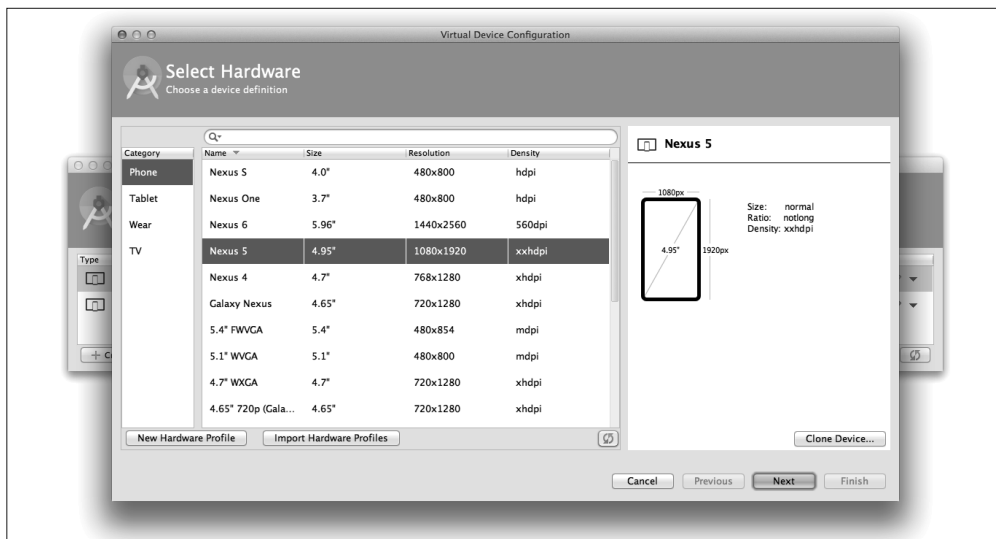 Virtual Device Configuration
Select Hardware
Choose a device definition
Category
Name Size Resolution Density
Phone
Tablet
Wear
TV
Nexus S 4.0" 480x800 hdpi
Nexus One 3.7" 480x800 hdpi
Nexus 6 5.96" 1440x2560 560dpi
Nexus 5 4.95" 1080x1920 xxhdpi
Nexus 4 4.7" 768x1280 xhdpi
Galaxy Nexus 4.65" 720x1280 xhdpi
5.4" FWVGA 5.4" 480x854 mdpi
5.1" WVGA 5.1" 480x800 mdpi
4.7" WXGA 4.7" 720x1280 xhdpi
4.65" 720p (Gala... 4.65" 720x1280 xhdpi
Nexus 5
1080px
4.95"
1920px
Size: normal
Ratio: notlong
Density: xxhdpi
Type
New Hardware Profile
Import Hardware Profiles
Clone Device...
Cancel
Previous
Next
Finish